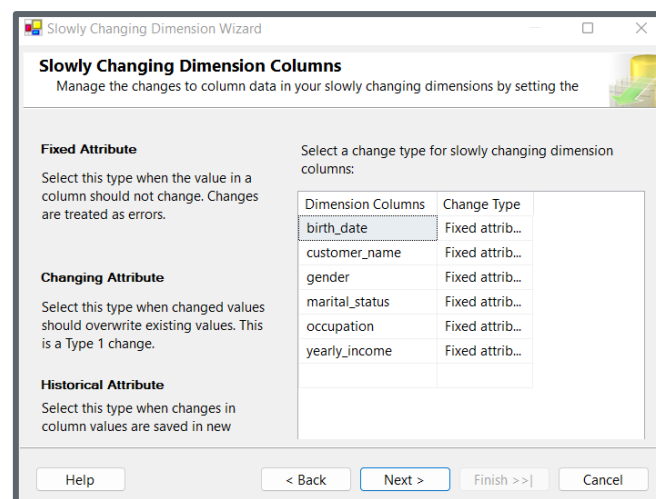 Slowly Changing Dimension Wizard
Slowly Changing Dimension Columns
Manage the changes to column data in your slowly changing dimensions by setting the
Fixed Attribute
Select this type when the value in a
column should not change. Changes
are treated as errors.
Changing Attribute
Select this type when changed values
should overwrite existing values. This
is a Type 1 change.
Historical Attribute
Select this type when changes in
column values are saved in new
Select a change type for slowly changing dimension
columns:
Dimension Columns Change Type
birth_date Fixed attrib...
customer_name Fixed attrib...
gender Fixed attrib...
marital_status Fixed attrib...
occupation Fixed attrib...
yearly_income Fixed attrib...
Help < Back Next > Finish >>| Cancel